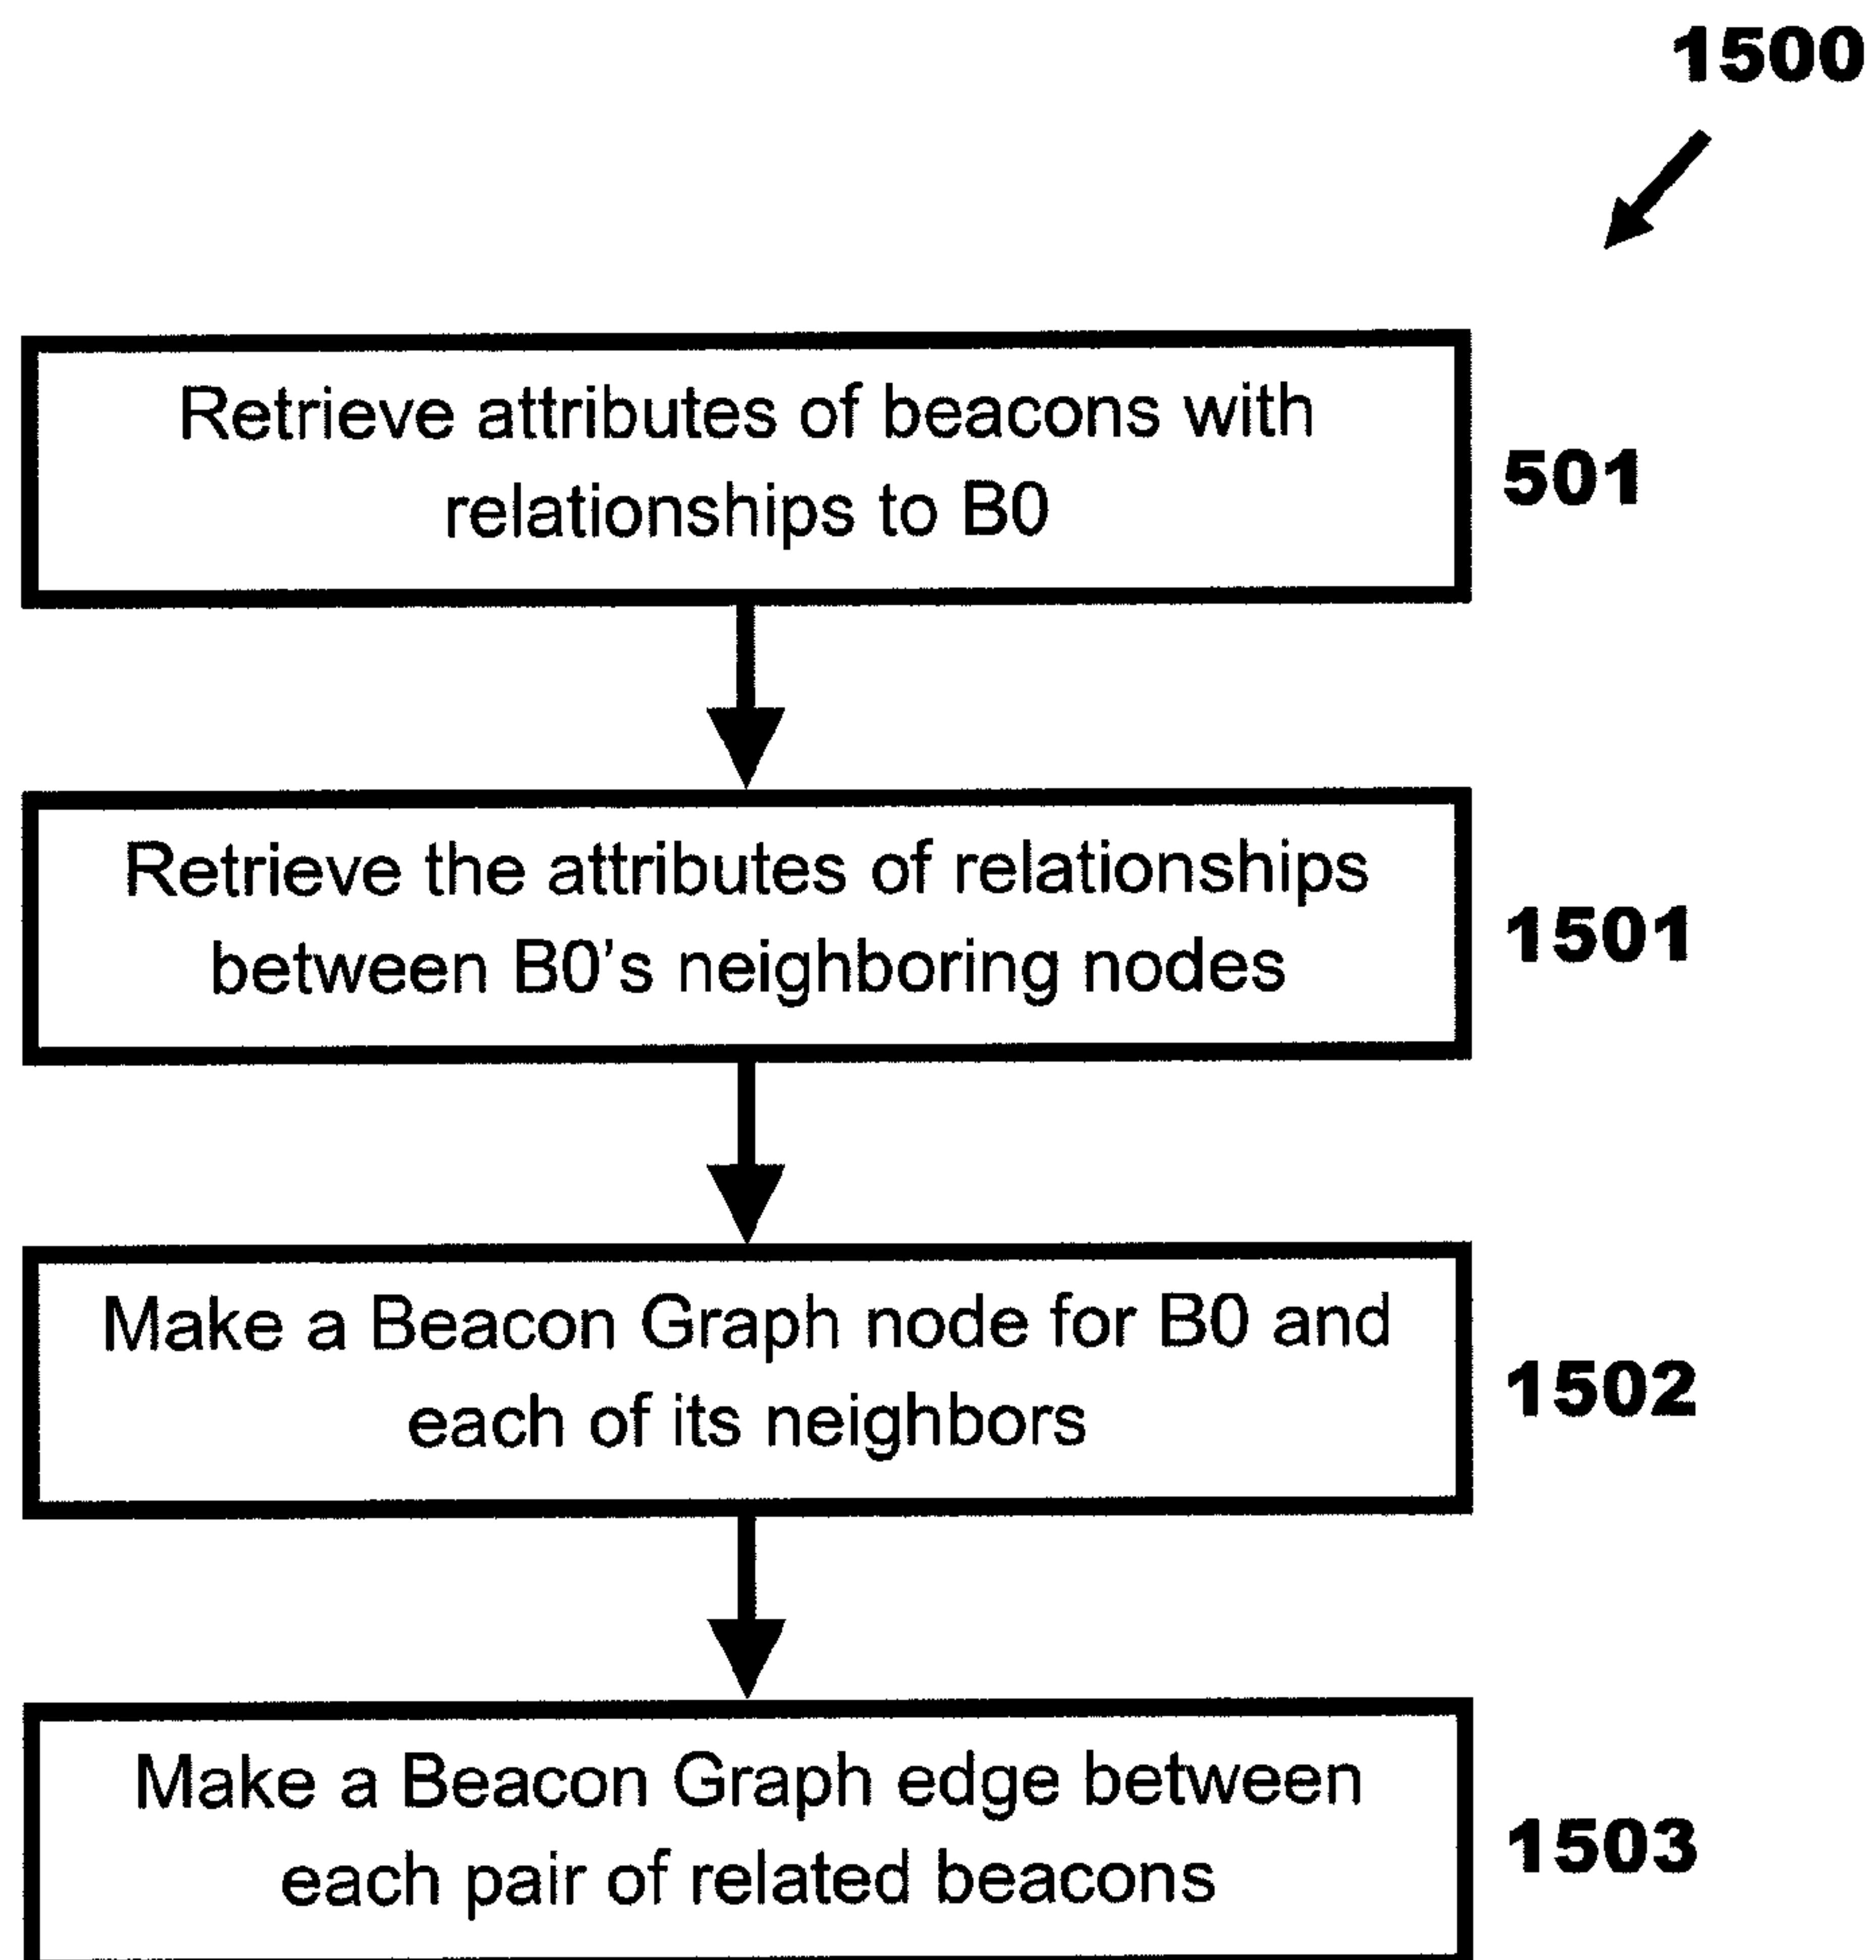 1500
Retrieve attributes of beacons with
relationships to B0
501
Retrieve the attributes of relationships
between B0's neighboring nodes
1501
Make a Beacon Graph node for B0 and
each of its neighbors
1502
Make a Beacon Graph edge between
each pair of related beacons
1503